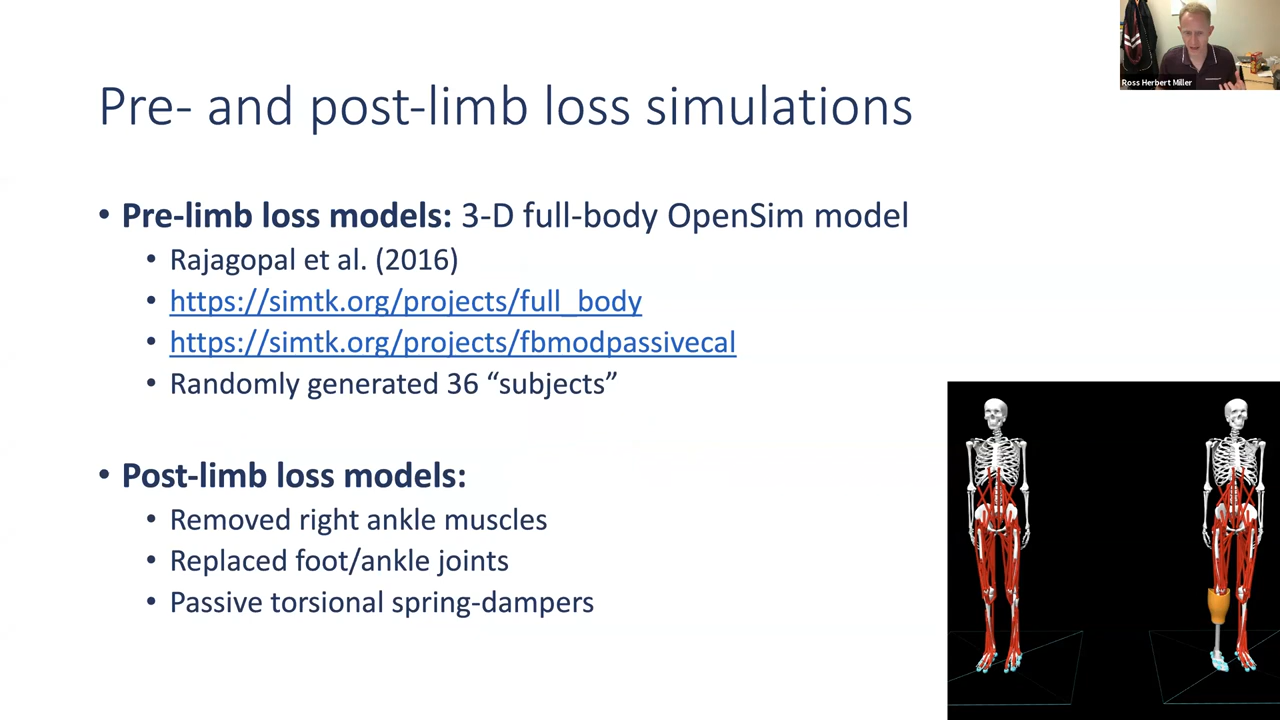 Ross Herbert Miller
Pre- and post-limb loss simulations
• Pre-limb loss models: 3-D full-body OpenSim model
• Rajagopal et al. (2016)
• https://simtk.org/projects/full_body
• https://simtk.org/projects/fbmodpassivecal
• Randomly generated 36 “subjects”
• Post-limb loss models:
• Removed right ankle muscles
• Replaced foot/ankle joints
• Passive torsional spring-dampers